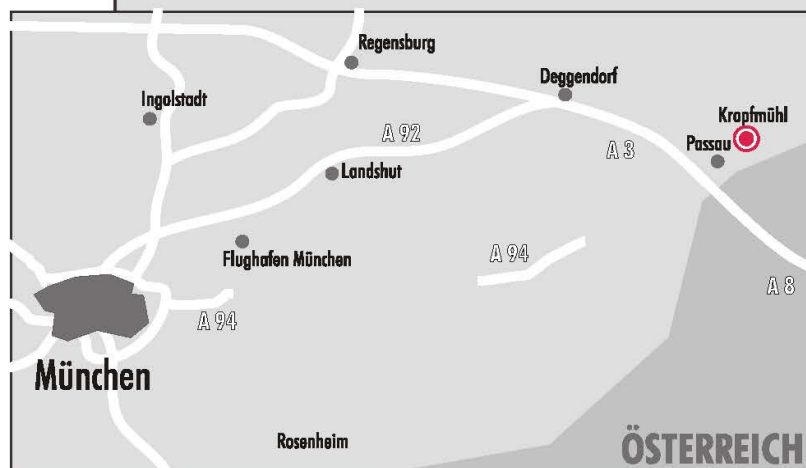 Regensburg
Deggendorf
Ingolstadt
Kropfmühl
A 92
A 3
Passau
Landshut
A 94
Flughafen München
A 8
A 94
München
Rosenheim
ÖSTERREICH